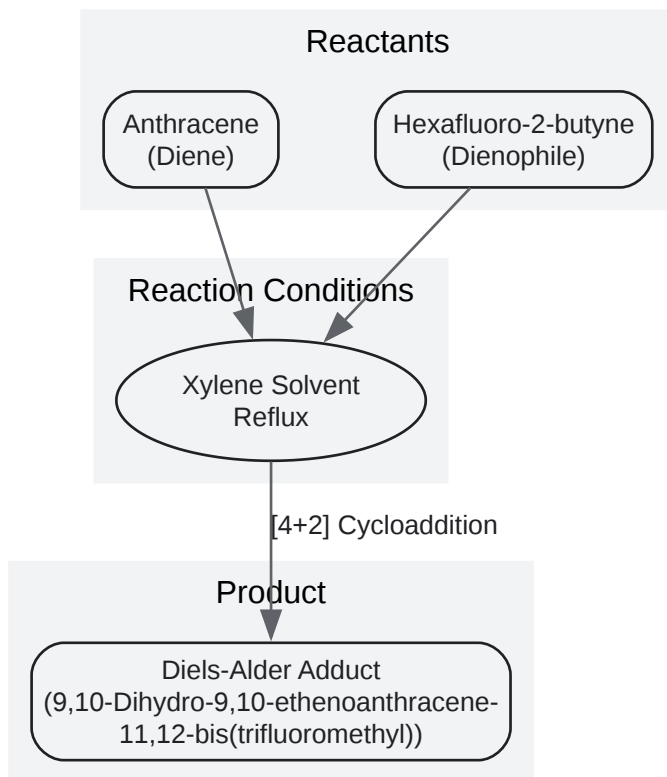 Reactants
Anthracene
(Diene)
Hexafluoro-2-butyne
(Dienophile)
Reaction Conditions
Xylene Solvent
Reflux
[4+2] Cycloaddition
Product
Diels-Alder Adduct
(9,10-Dihydro-9,10-ethenoanthracene-
11,12-bis(trifluoromethyl))